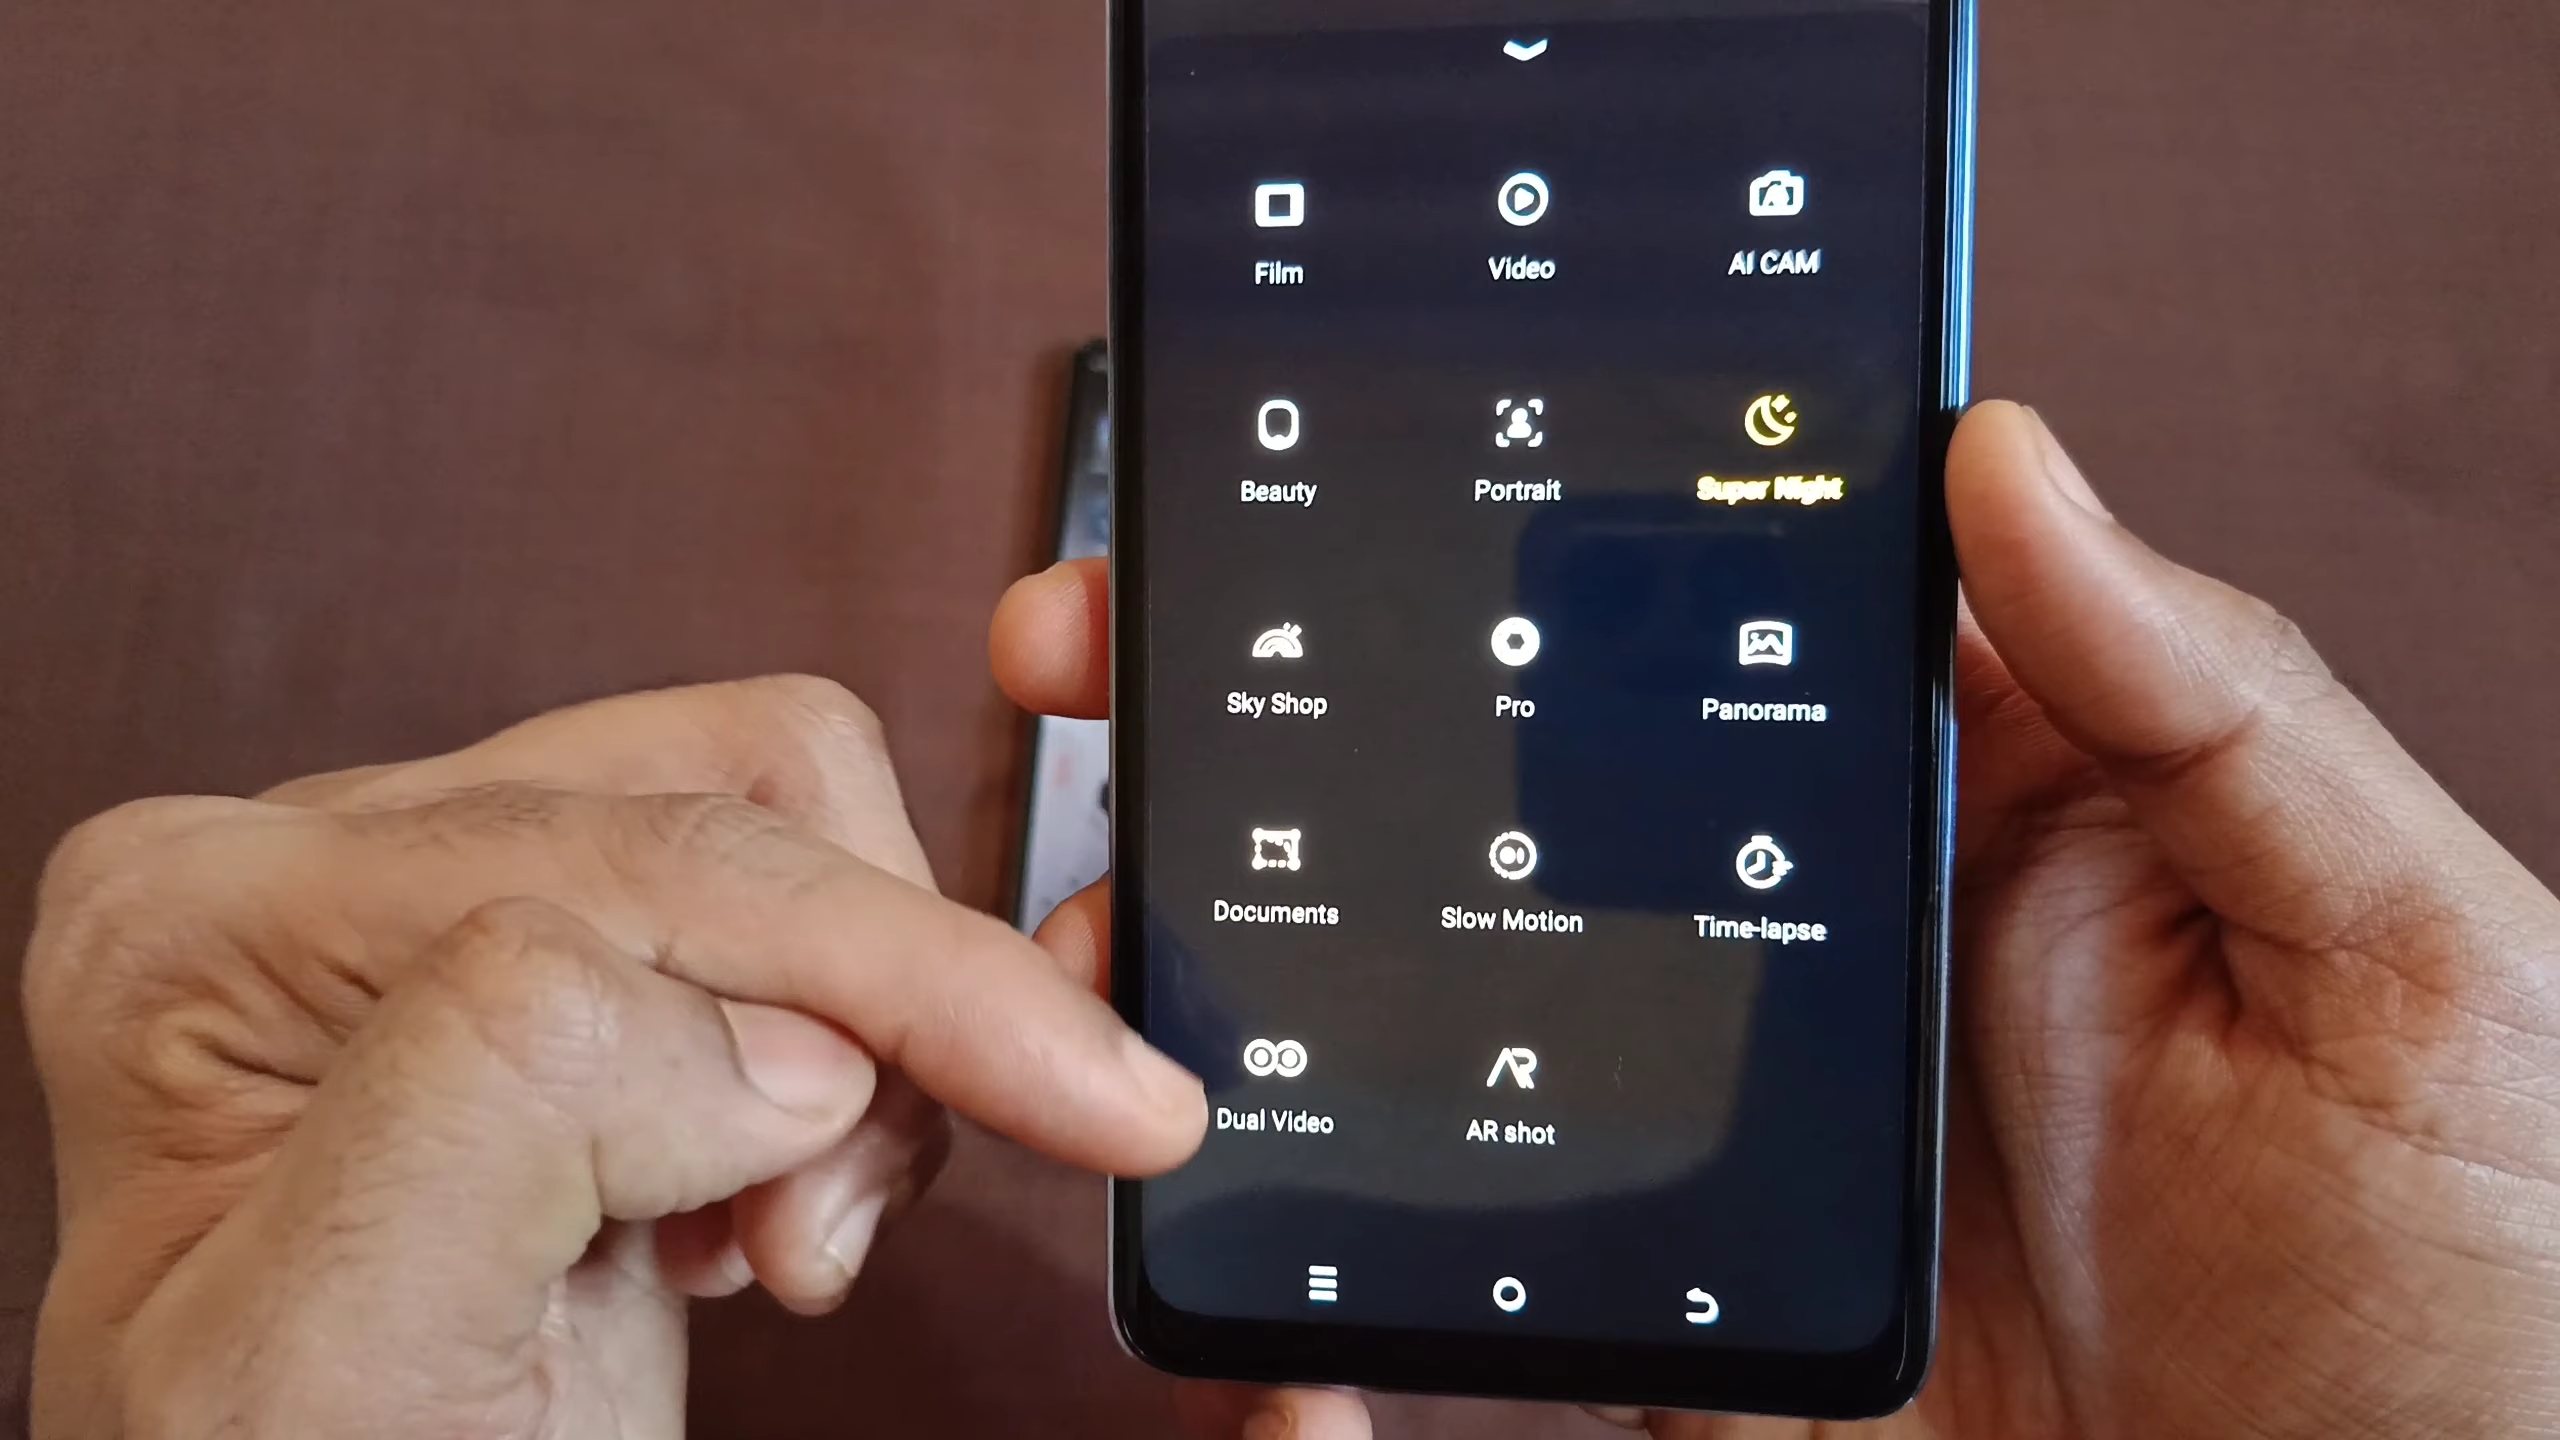 Film
Video
AI CAM
Beauty
Portrait
Super Night
Sky Shop
Pro
Panorama
Documents
Slow Motion
Time-lapse
Dual Video
AR shot